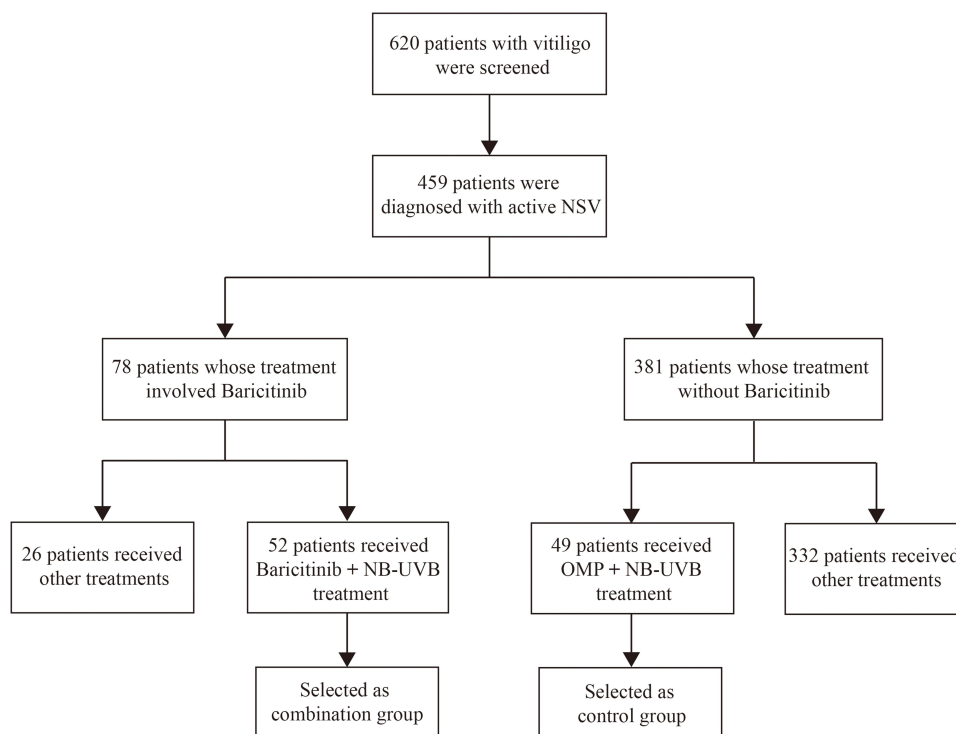 620 patients with vitiligo
were screened
459 patients were
diagnosed with active NSV
78 patients whose treatment
involved Baricitinib
381 patients whose treatment
without Baricitinib
26 patients received
other treatments
52 patients received
Baricitinib + NB-UVB
treatment
49 patients received
OMP + NB-UVB
treatment
332 patients received
other treatments
Selected as
combination group
Selected as
control group